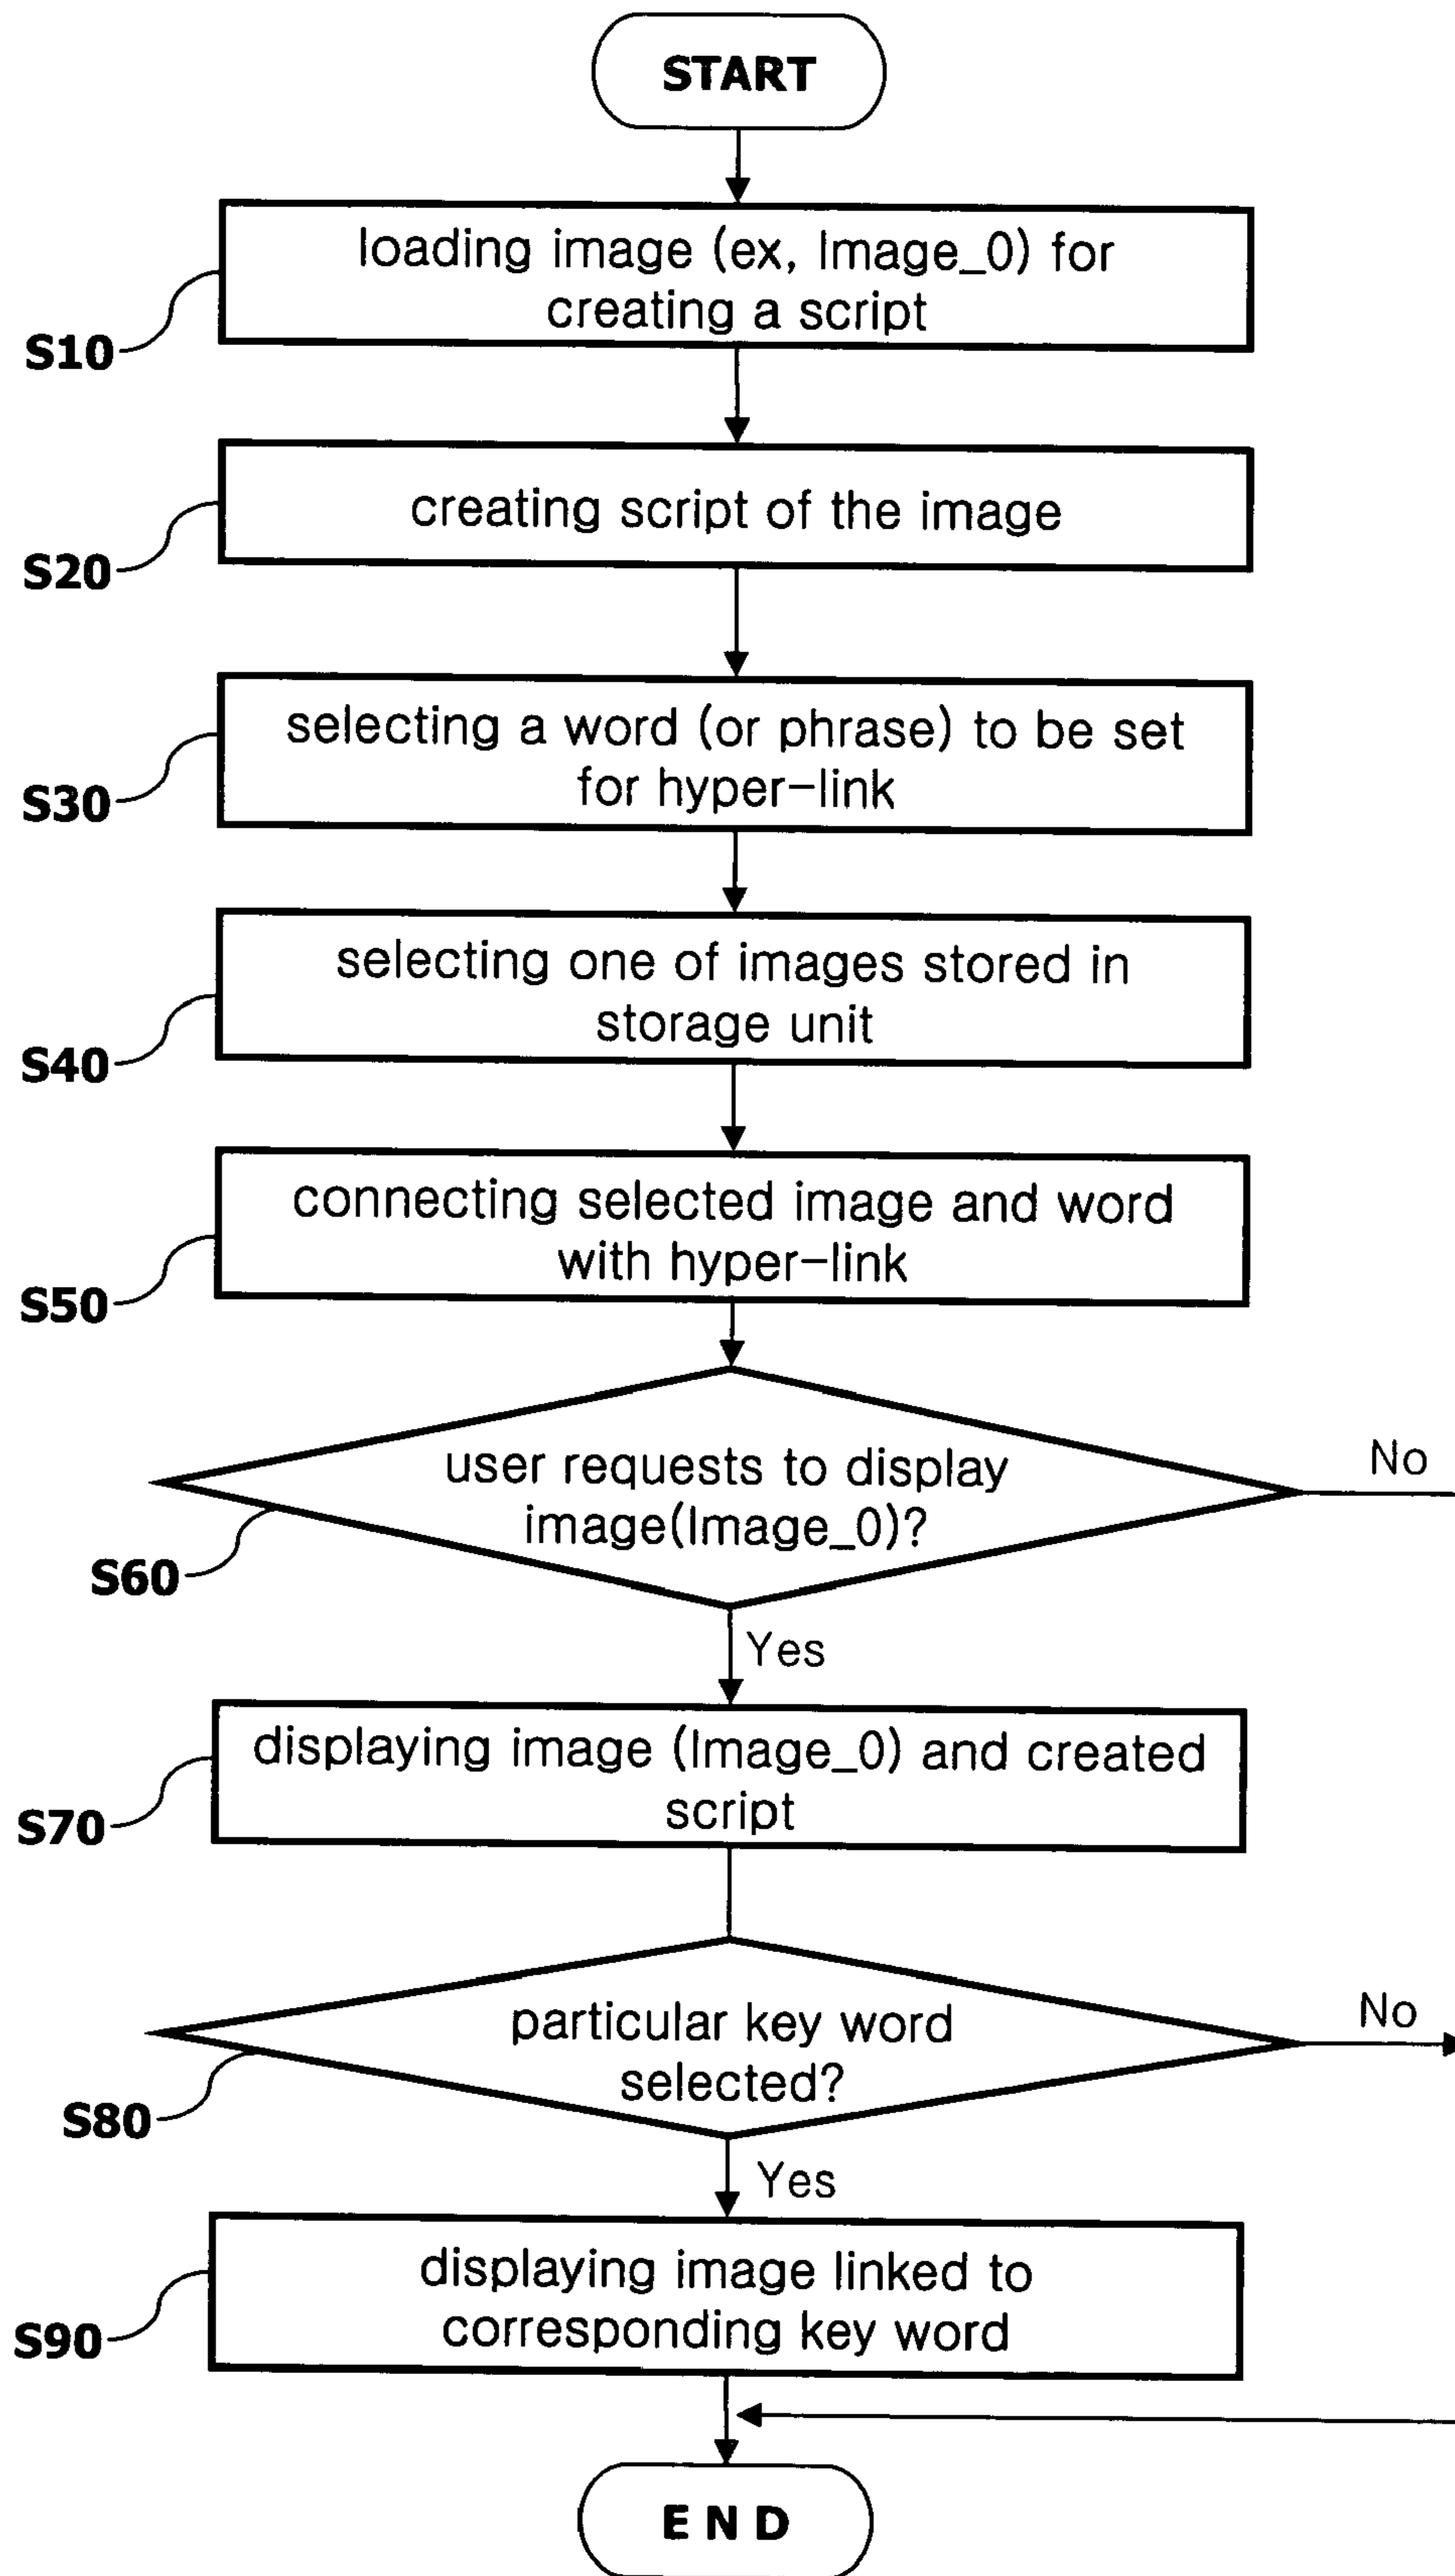 START
loading image (ex, Image_0) for
creating a script
S10
creating script of the image
S20
selecting a word (or phrase) to be set
for hyper-link
S30
selecting one of images stored in
storage unit
S40
connecting selected image and word
with hyper-link
S50
user requests to display
image(Image_0)?
No
S60
Yes
displaying image (Image_0) and created
script
S70
particular key word
selected?
No
S80
Yes
displaying image linked to
corresponding key word
S90
E N D